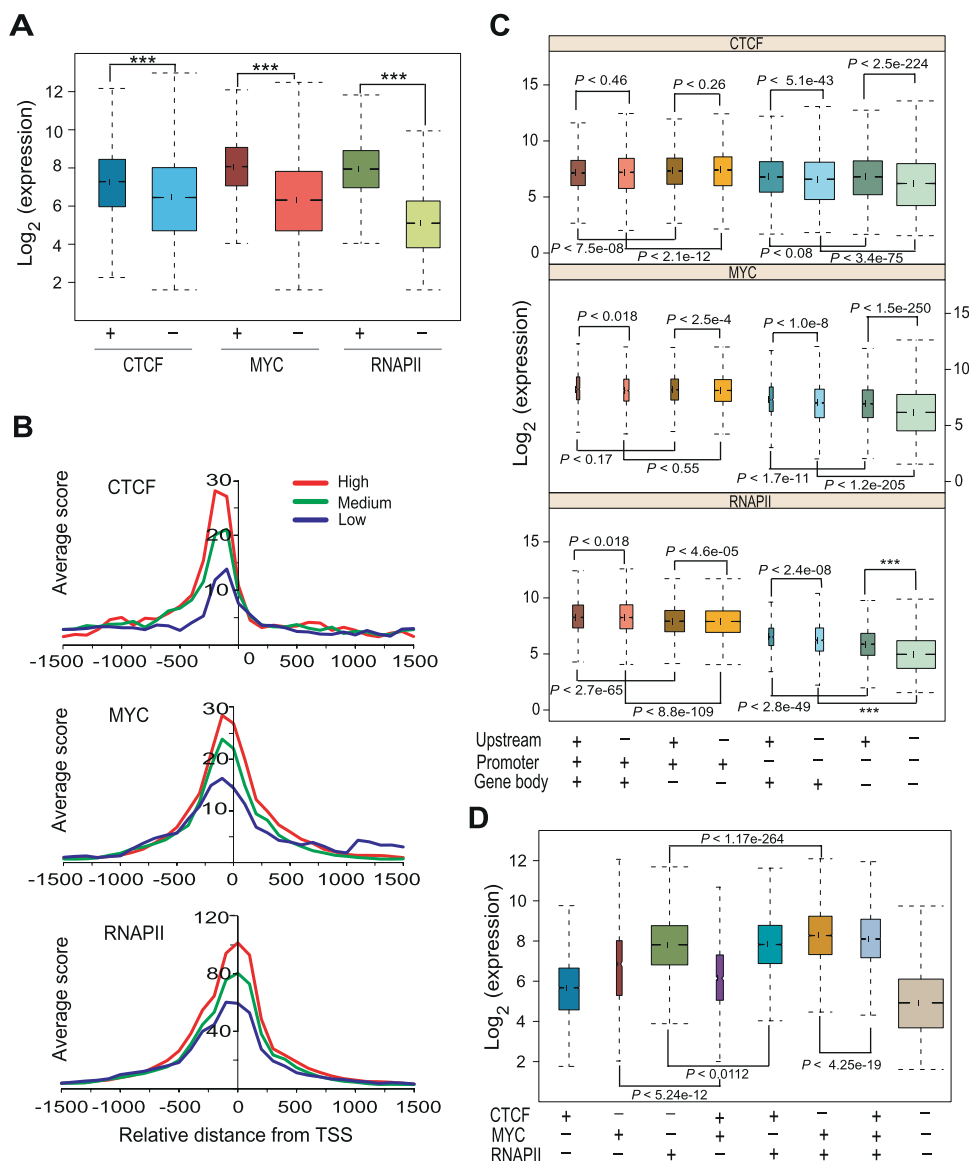 A
Log2 (expression)
12
10
8
6
4
2
*** *** ***
+ − + − + −
CTCF MYC RNAPII
B
CTCF
Average score
30
20
10
High
Medium
Low
-1500 -1000 -500 0 500 1000 1500
MYC
Average score
30
20
10
-1500 -1000 -500 0 500 1000 1500
RNAPII
Average score
120
80
40
-1500 -1000 -500 0 500 1000 1500
Relative distance from TSS
C
Log2 (expression)
CTCF
15
10
5
0
P < 0.46 P < 0.26 P < 5.1e-43 P < 2.5e-224
P < 7.5e-08 P < 2.1e-12 P < 0.08 P < 3.4e-75
MYC
15
10
5
0
P < 0.018 P < 2.5e-4 P < 1.0e-8 P < 1.5e-250
P < 0.17 P < 0.55 P < 1.7e-11 P < 1.2e-205
RNAPII
15
10
5
0
P < 0.018 P < 4.6e-05 P < 2.4e-08 ***
P < 2.7e-65 P < 8.8e-109 P < 2.8e-49 ***
Upstream + − + − + − + −
Promoter + + + + − − − −
Gene body + + − − + + − −
D
Log2 (expression)
12
10
8
6
4
2
P < 1.17e-264
P < 5.24e-12
P < 0.0112
P < 4.25e-19
CTCF + − − + + − + −
MYC − + − + − + + −
RNAPII − − + − + + + −